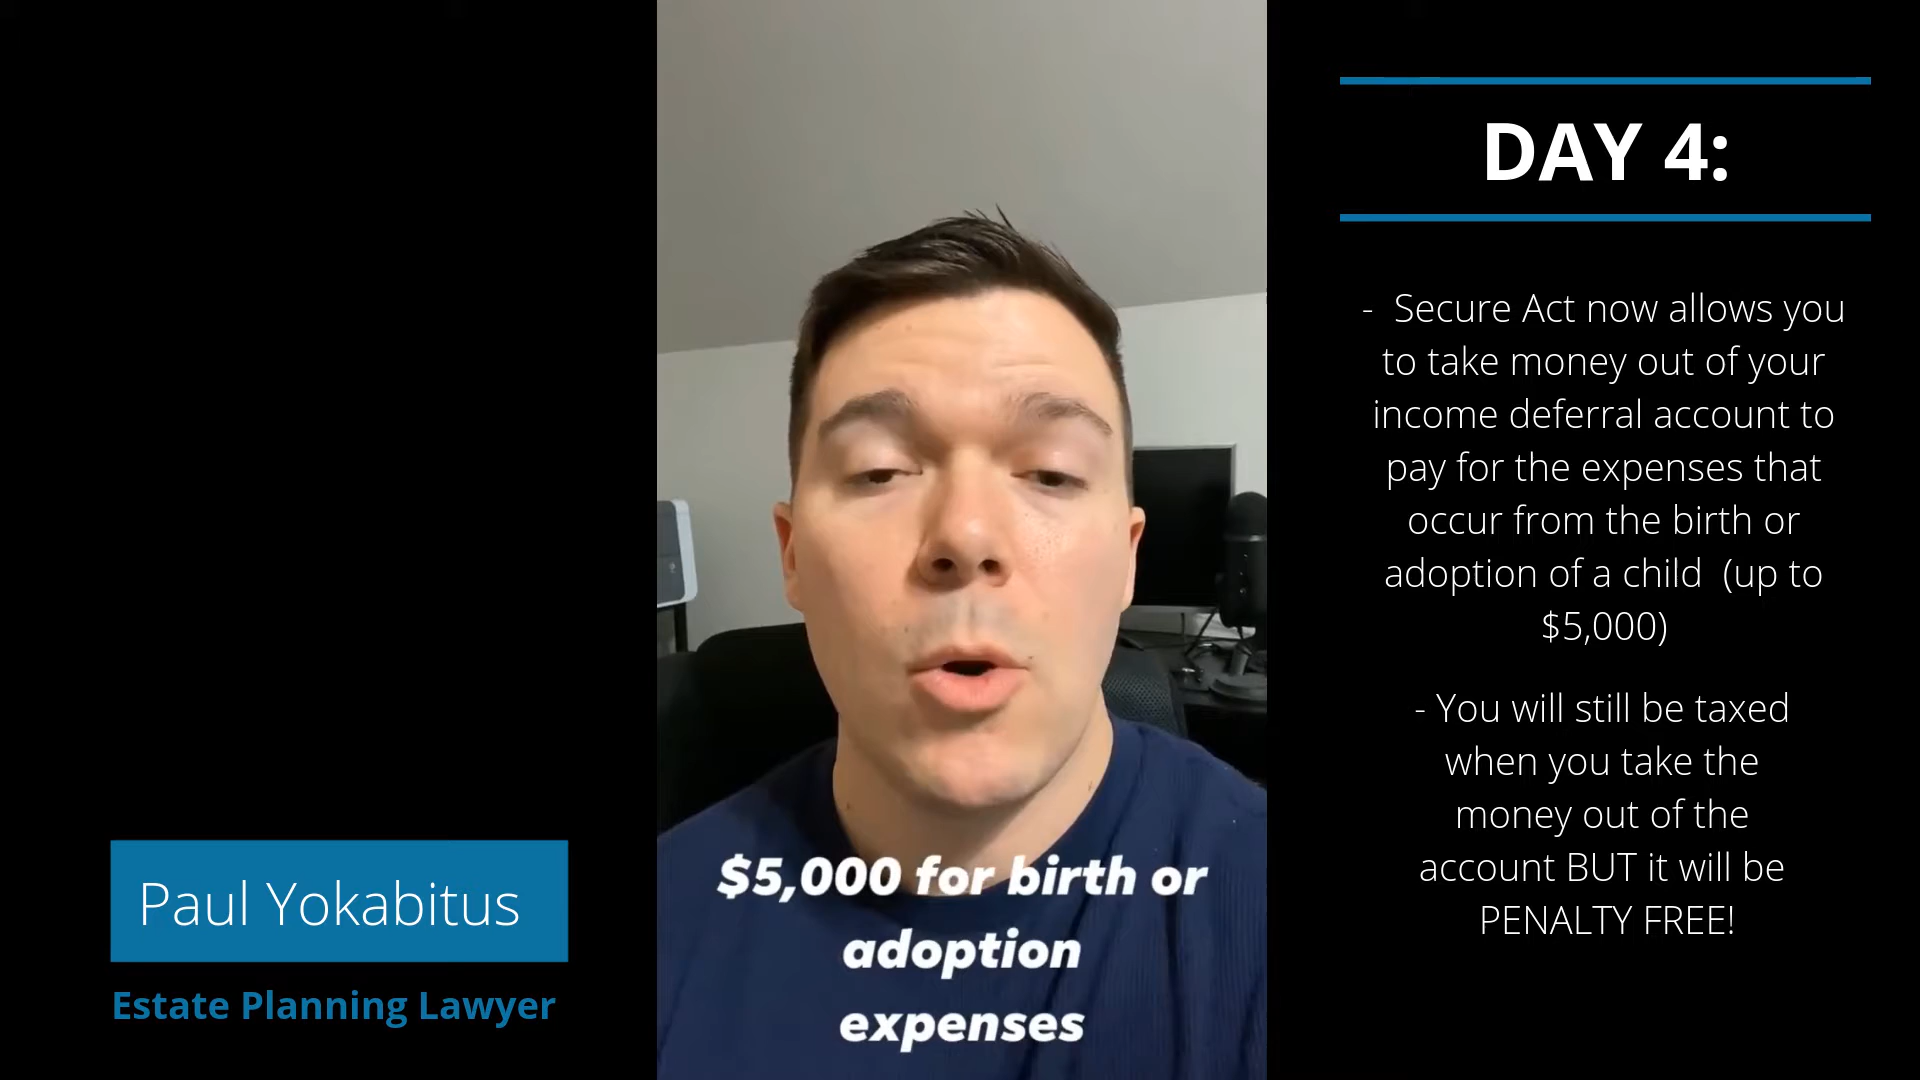 DAY 4:
- Secure Act now allows you
to take money out of your
income deferral account to
pay for the expenses that
occur from the birth or
adoption of a child (up to
$5,000)
- You will still be taxed
when you take the
money out of the
account BUT it will be
PENALTY FREE!
$5,000 for birth or
adoption
expenses
Paul Yokabitus
Estate Planning Lawyer